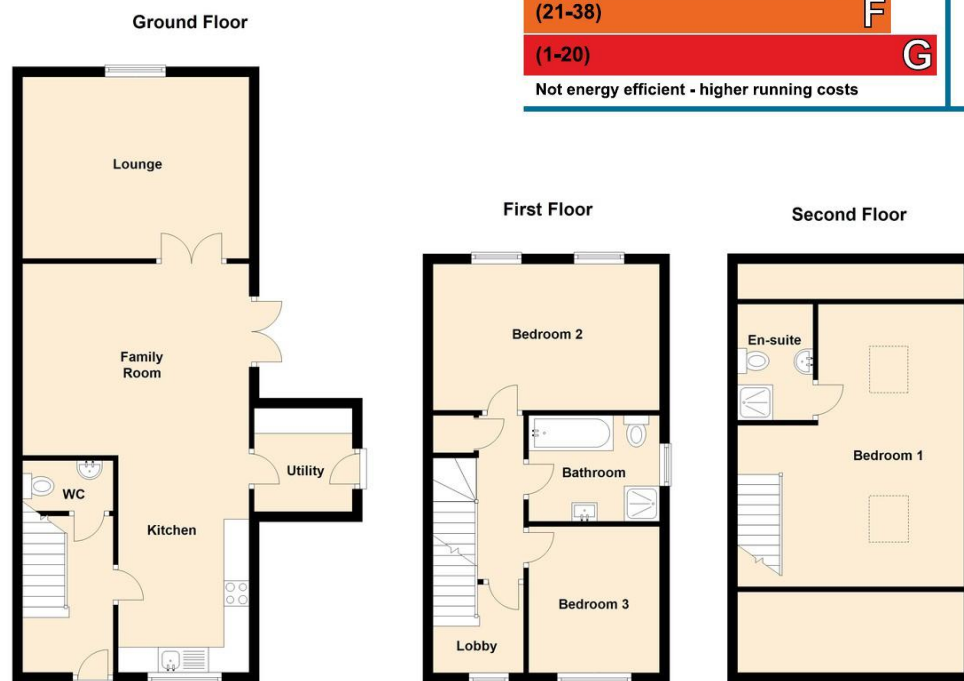 (21-38) F
(1-20) G
Not energy efficient - higher running costs
Ground Floor
Lounge
Family
Room
Utility
WC
Kitchen
First Floor
Bedroom 2
Bathroom
Bedroom 3
Lobby
Second Floor
En-suite
Bedroom 1